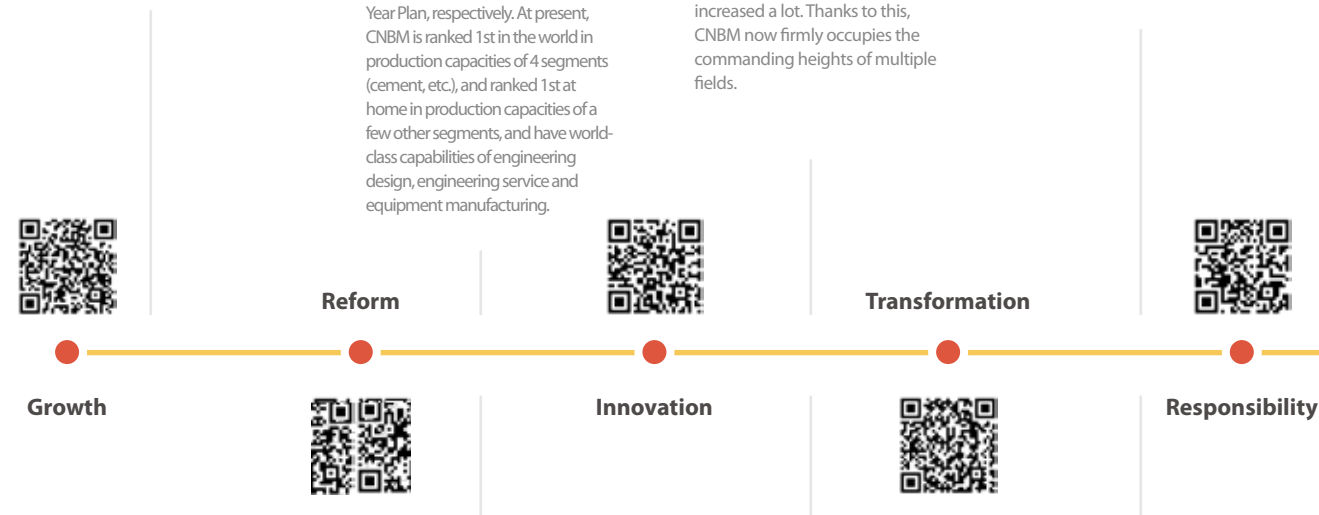 Year Plan, respectively. At present,
CNBM is ranked 1st in the world in
production capacities of 4 segments
(cement, etc.), and ranked 1st at
home in production capacities of a
few other segments, and have world-
class capabilities of engineering
design, engineering service and
equipment manufacturing.
increased a lot. Thanks to this,
CNBM now firmly occupies the
commanding heights of multiple
fields.
Reform
Transformation
Growth
Innovation
Responsibility